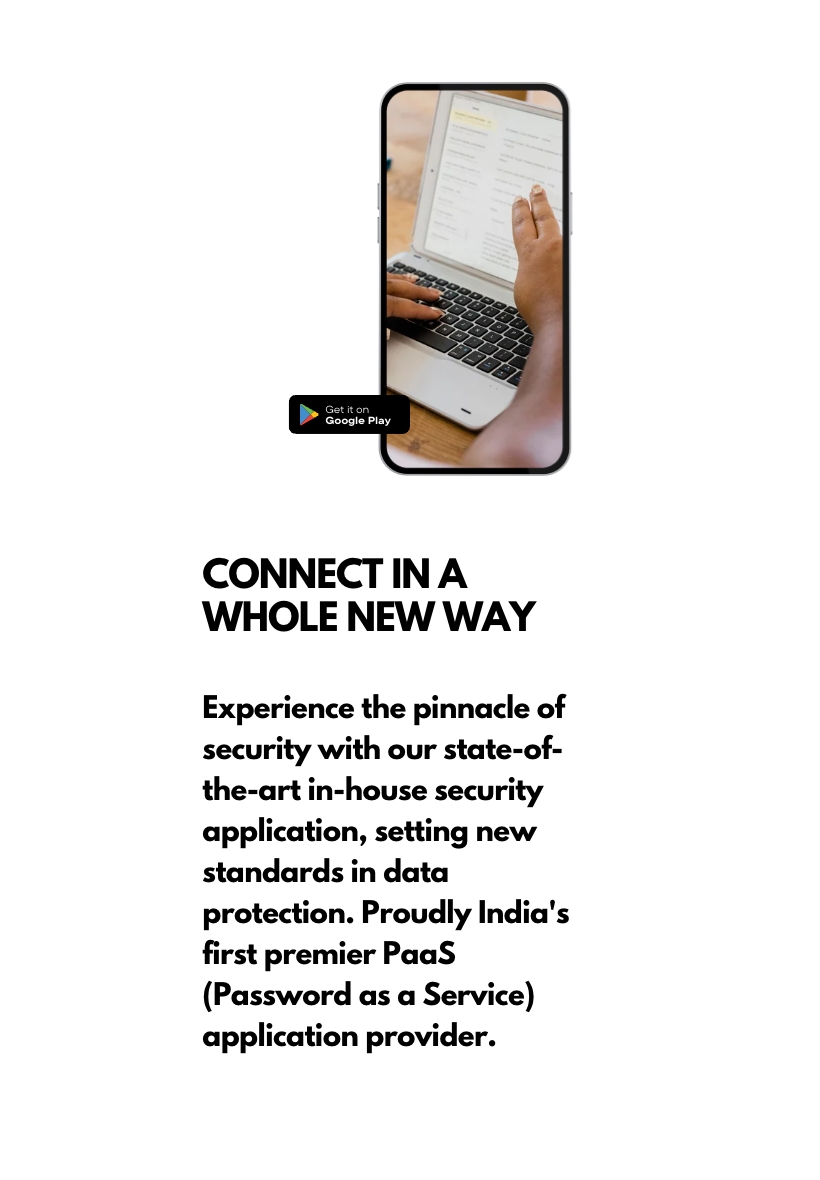 Get it on
Google Play
CONNECT IN A
WHOLE NEW WAY
Experience the pinnacle of
security with our state-of-
the-art in-house security
application, setting new
standards in data
protection. Proudly India's
first premier PaaS
(Password as a Service)
application provider.